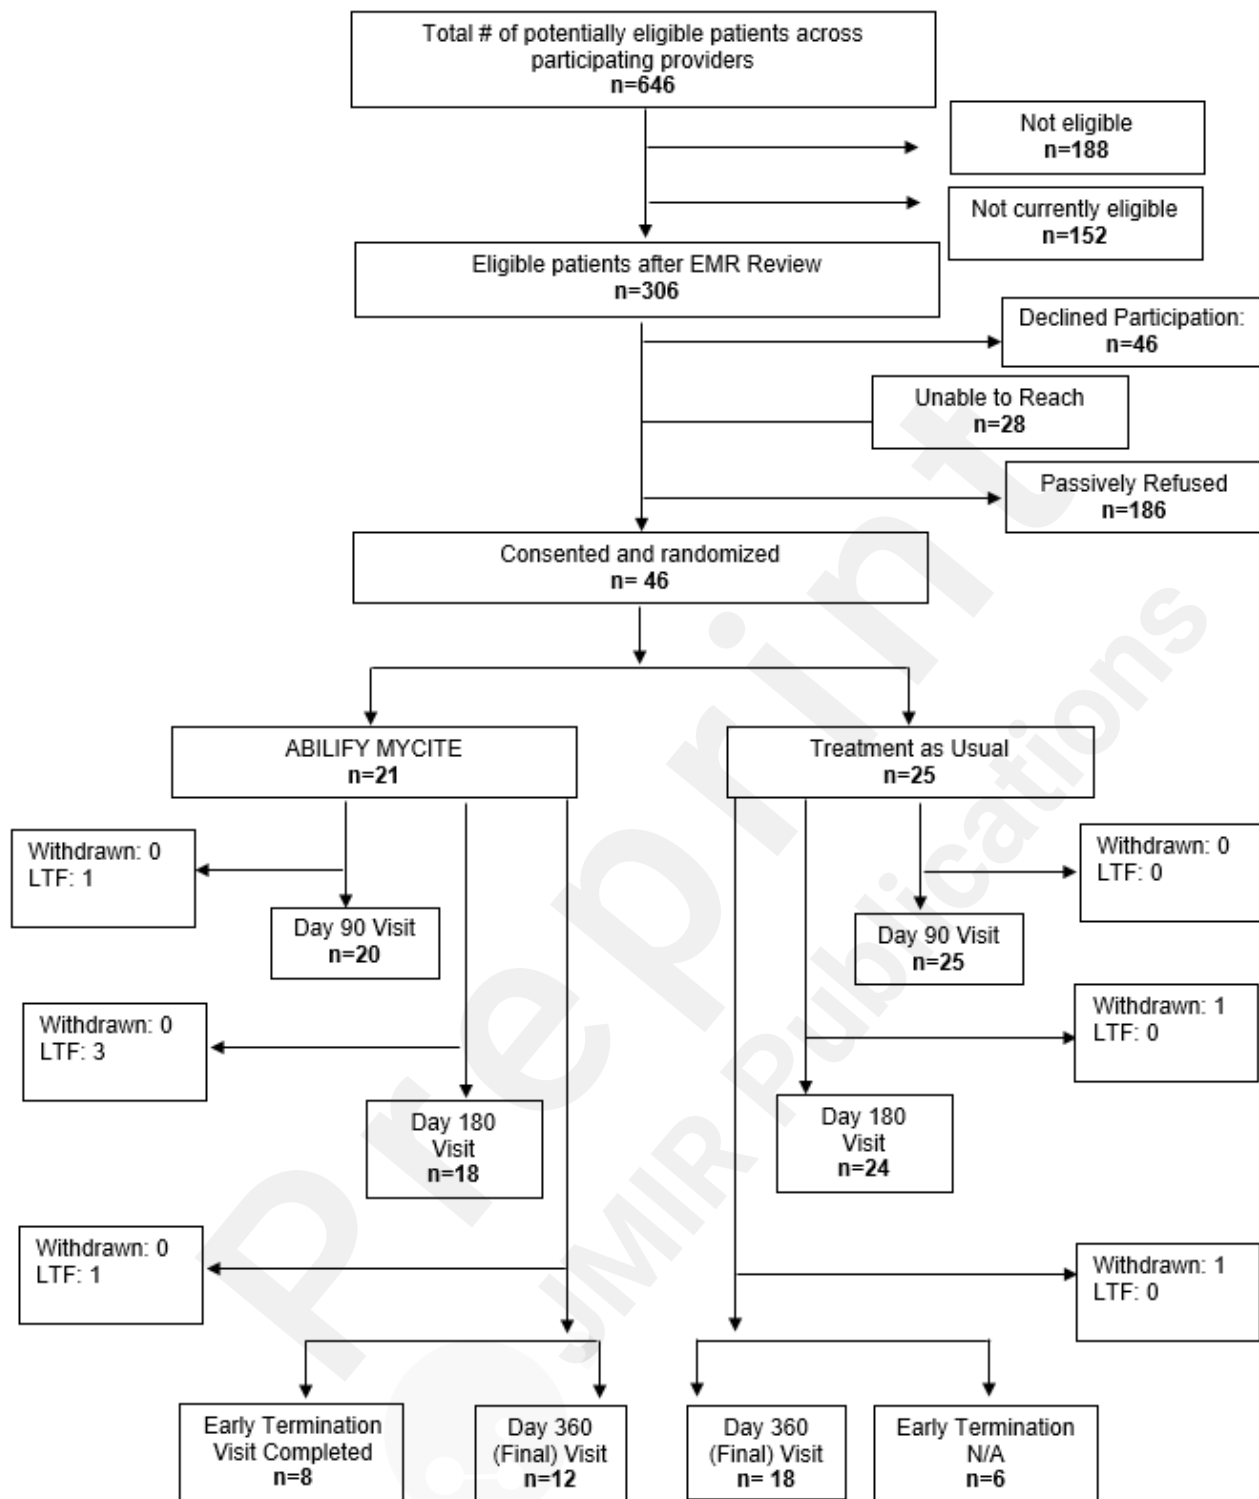 Total # of potentially eligible patients across
participating providers
n=646
Not eligible
n=188
Not currently eligible
n=152
Eligible patients after EMR Review
n=306
Declined Participation:
n=46
Unable to Reach
n=28
Passively Refused
n=186
Consented and randomized
n= 46
ABILIFY MYCITE
n=21
Treatment as Usual
n=25
Withdrawn: 0
LTF: 1
Withdrawn: 0
LTF: 0
Day 90 Visit
n=20
Day 90 Visit
n=25
Withdrawn: 0
LTF: 3
Withdrawn: 1
LTF: 0
Day 180
Visit
n=18
Day 180
Visit
n=24
Withdrawn: 0
LTF: 1
Withdrawn: 1
LTF: 0
Early Termination
Visit Completed
n=8
Day 360
(Final) Visit
n=12
Day 360
(Final) Visit
n= 18
Early Termination
N/A
n=6
Preprint
JMIR Publications